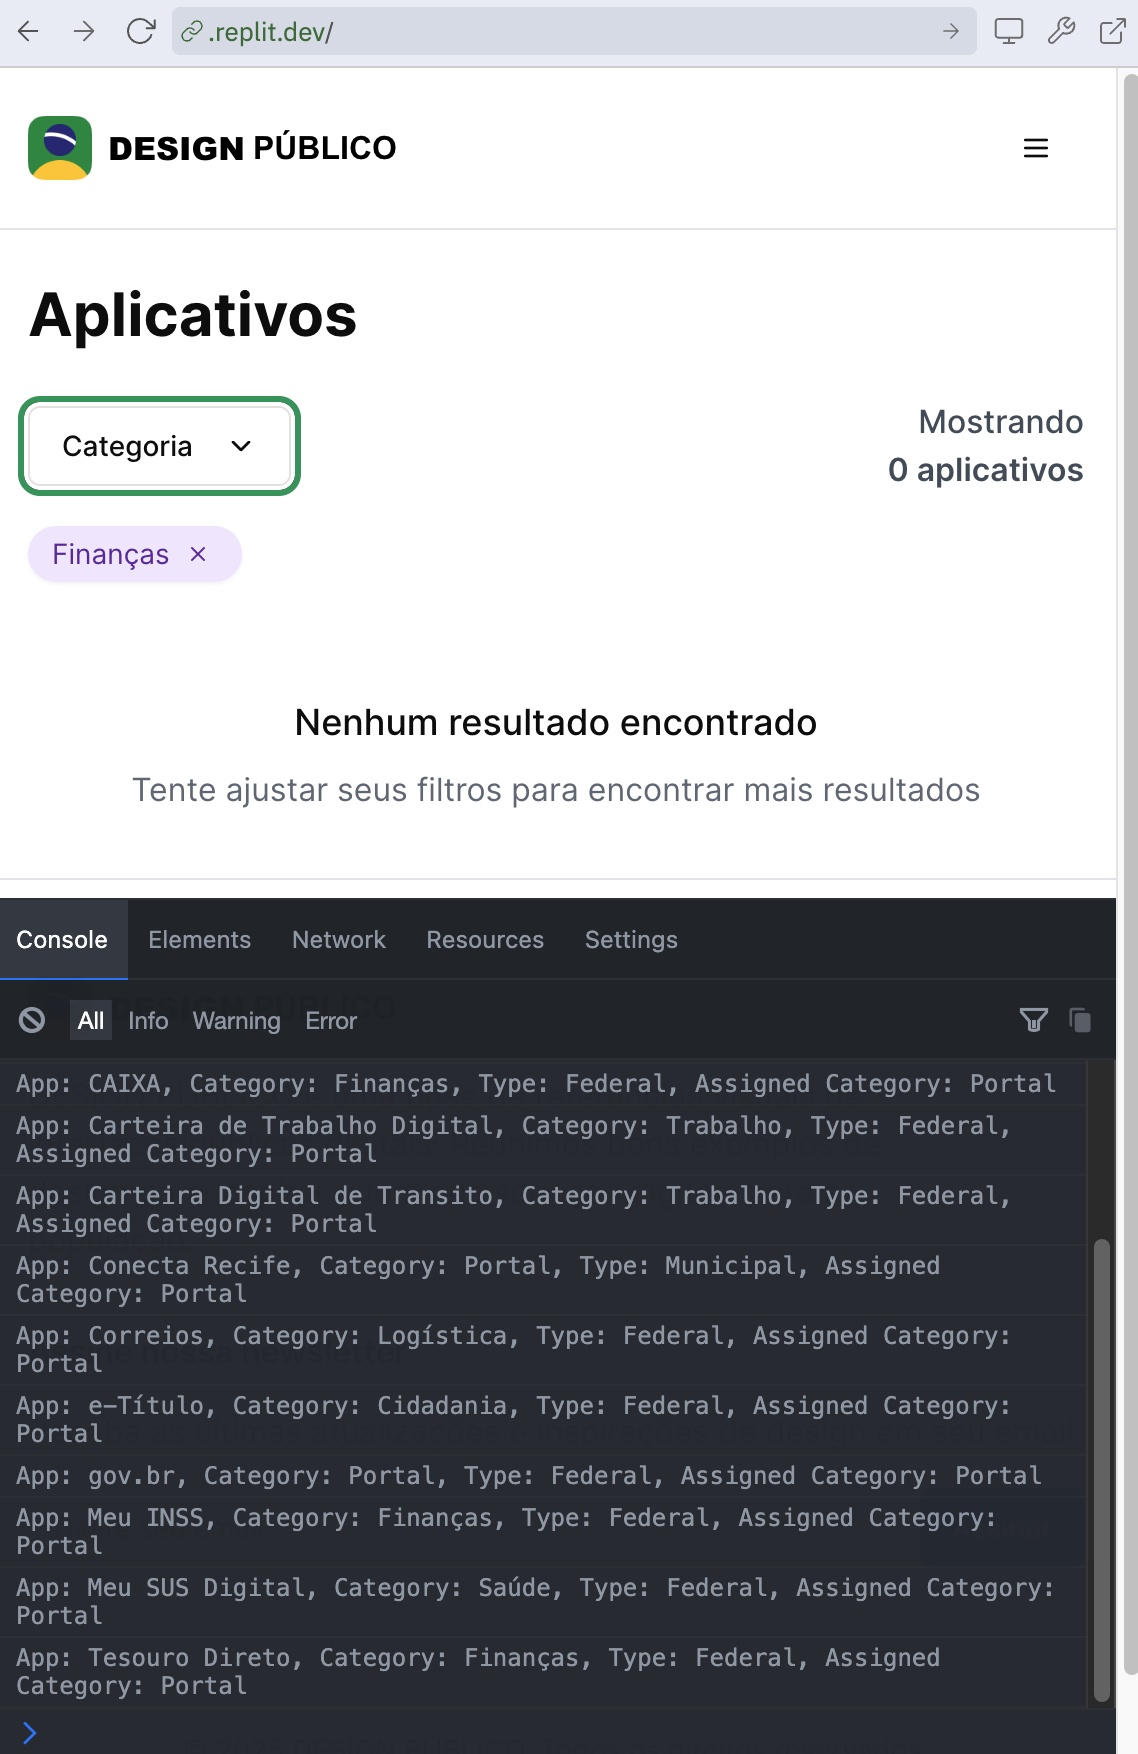 .replit.dev/
DESIGN PÚBLICO
Aplicativos
Categoria
Mostrando
0 aplicativos
Finanças ×
Nenhum resultado encontrado
Tente ajustar seus filtros para encontrar mais resultados
Console Elements Network Resources Settings
All Info Warning Error
App: CAIXA, Category: Finanças, Type: Federal, Assigned Category: Portal
App: Carteira de Trabalho Digital, Category: Trabalho, Type: Federal,
Assigned Category: Portal
App: Carteira Digital de Transito, Category: Trabalho, Type: Federal,
Assigned Category: Portal
App: Conecta Recife, Category: Portal, Type: Municipal, Assigned
Category: Portal
App: Correios, Category: Logística, Type: Federal, Assigned Category:
Portal
App: e-Título, Category: Cidadania, Type: Federal, Assigned Category:
Portal
App: gov.br, Category: Portal, Type: Federal, Assigned Category: Portal
App: Meu INSS, Category: Finanças, Type: Federal, Assigned Category:
Portal
App: Meu SUS Digital, Category: Saúde, Type: Federal, Assigned Category:
Portal
App: Tesouro Direto, Category: Finanças, Type: Federal, Assigned
Category: Portal